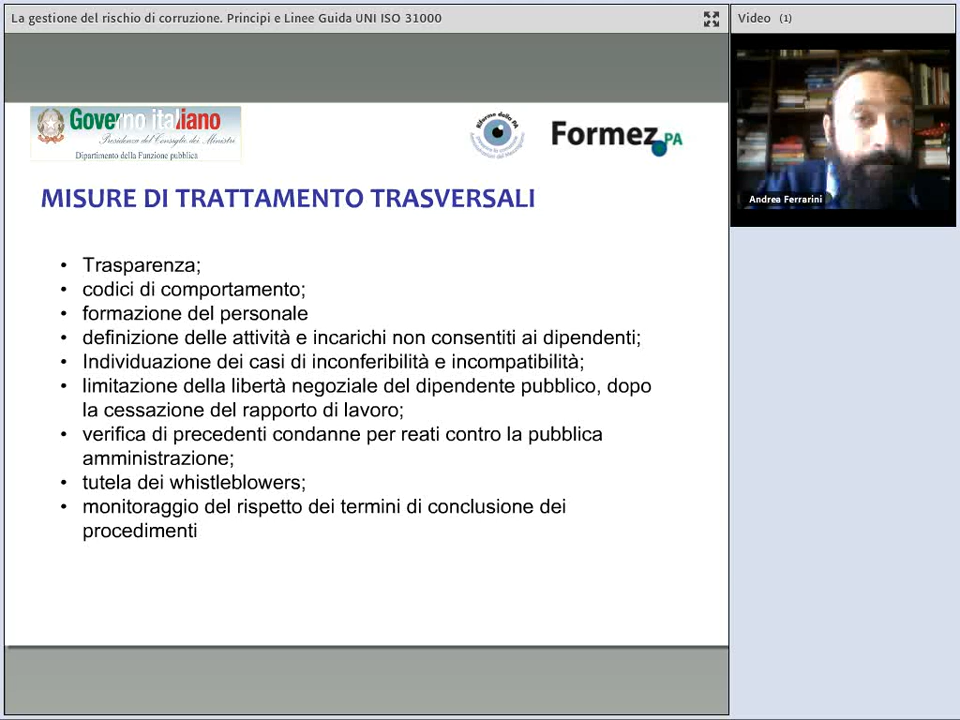 La gestione del rischio di corruzione. Principi e Linee Guida UNI ISO 31000
Video (1)
Governo italiano
Presidenza del Consiglio dei Ministri
Dipartimento della Funzione pubblica
Riforma della PA
Formez PA
Andrea Ferrarini
MISURE DI TRATTAMENTO TRASVERSALI
• Trasparenza;
• codici di comportamento;
• formazione del personale
• definizione delle attività e incarichi non consentiti ai dipendenti;
• Individuazione dei casi di inconferibilità e incompatibilità;
• limitazione della libertà negoziale del dipendente pubblico, dopo
la cessazione del rapporto di lavoro;
• verifica di precedenti condanne per reati contro la pubblica
amministrazione;
• tutela dei whistleblowers;
• monitoraggio del rispetto dei termini di conclusione dei
procedimenti